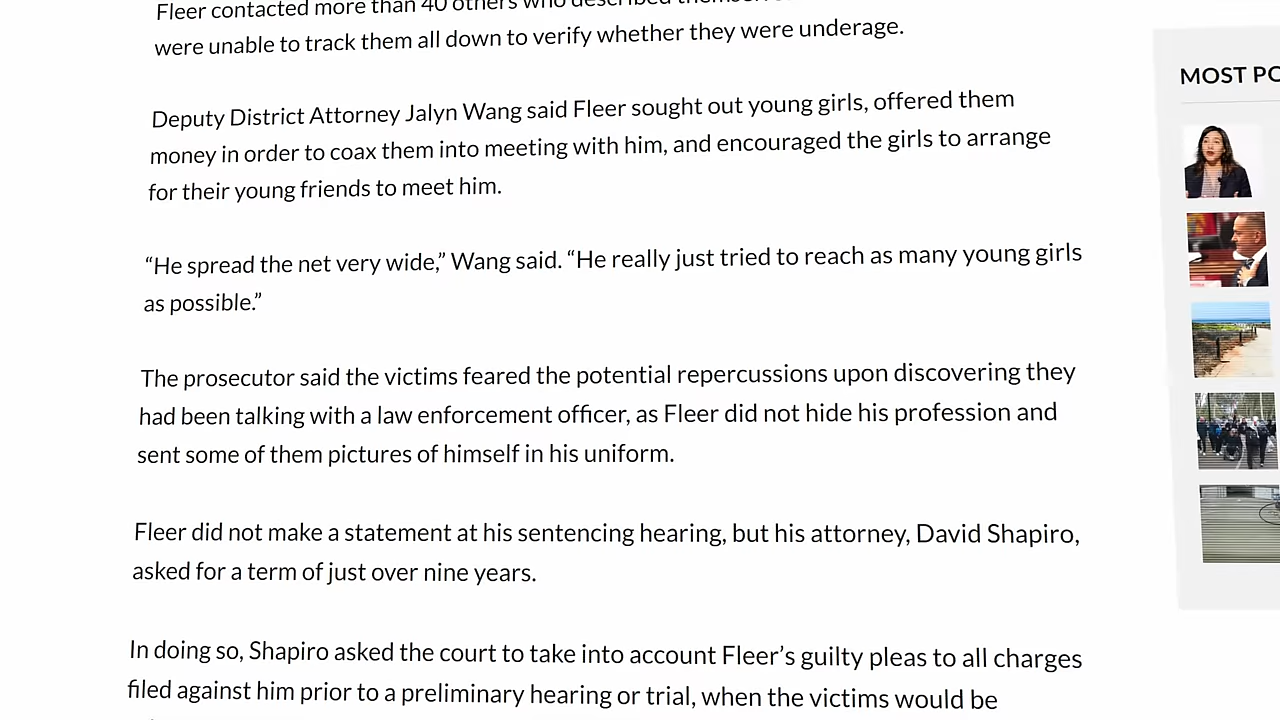 Fleer contacted more than 40 others who described
were unable to track them all down to verify whether they were underage.
Deputy District Attorney Jalyn Wang said Fleer sought out young girls, offered them
money in order to coax them into meeting with him, and encouraged the girls to arrange
for their young friends to meet him.
“He spread the net very wide,” Wang said. “He really just tried to reach as many young girls
as possible.”
The prosecutor said the victims feared the potential repercussions upon discovering they
had been talking with a law enforcement officer, as Fleer did not hide his profession and
sent some of them pictures of himself in his uniform.
Fleer did not make a statement at his sentencing hearing, but his attorney, David Shapiro,
asked for a term of just over nine years.
In doing so, Shapiro asked the court to take into account Fleer’s guilty pleas to all charges
filed against him prior to a preliminary hearing or trial, when the victims would be
MOST PO